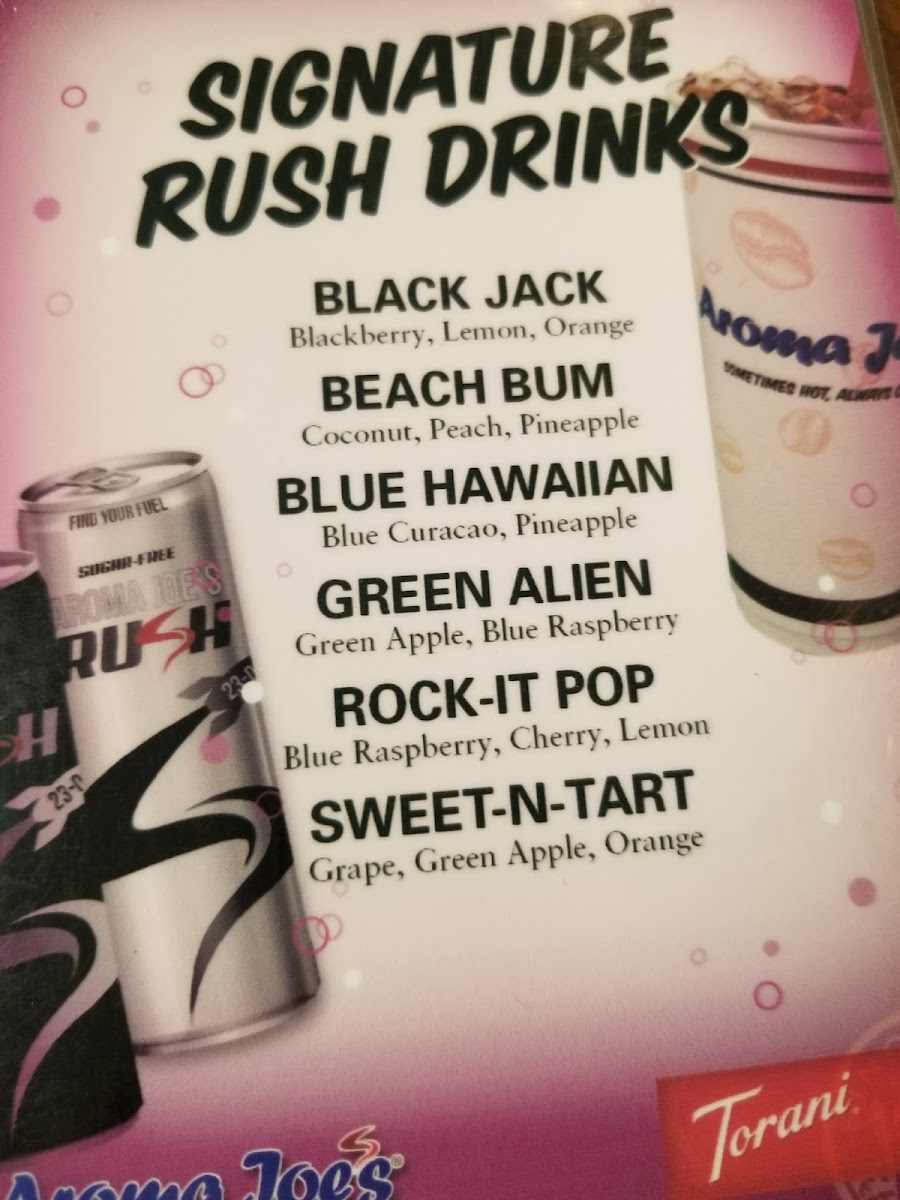 SIGNATURE
RUSH DRINKS
BLACK JACK
Blackberry, Lemon, Orange
BEACH BUM
Coconut, Peach, Pineapple
BLUE HAWAIIAN
Blue Curacao, Pineapple
GREEN ALIEN
Green Apple, Blue Raspberry
ROCK-IT POP
Blue Raspberry, Cherry, Lemon
SWEET-N-TART
Grape, Green Apple, Orange
Aroma Jo
SOMETIMES HOT, ALWAYS
FIND YOUR FUEL
SUGAR-FREE
AROMA JOE'S
RUSH
Aroma Joe's
Torani